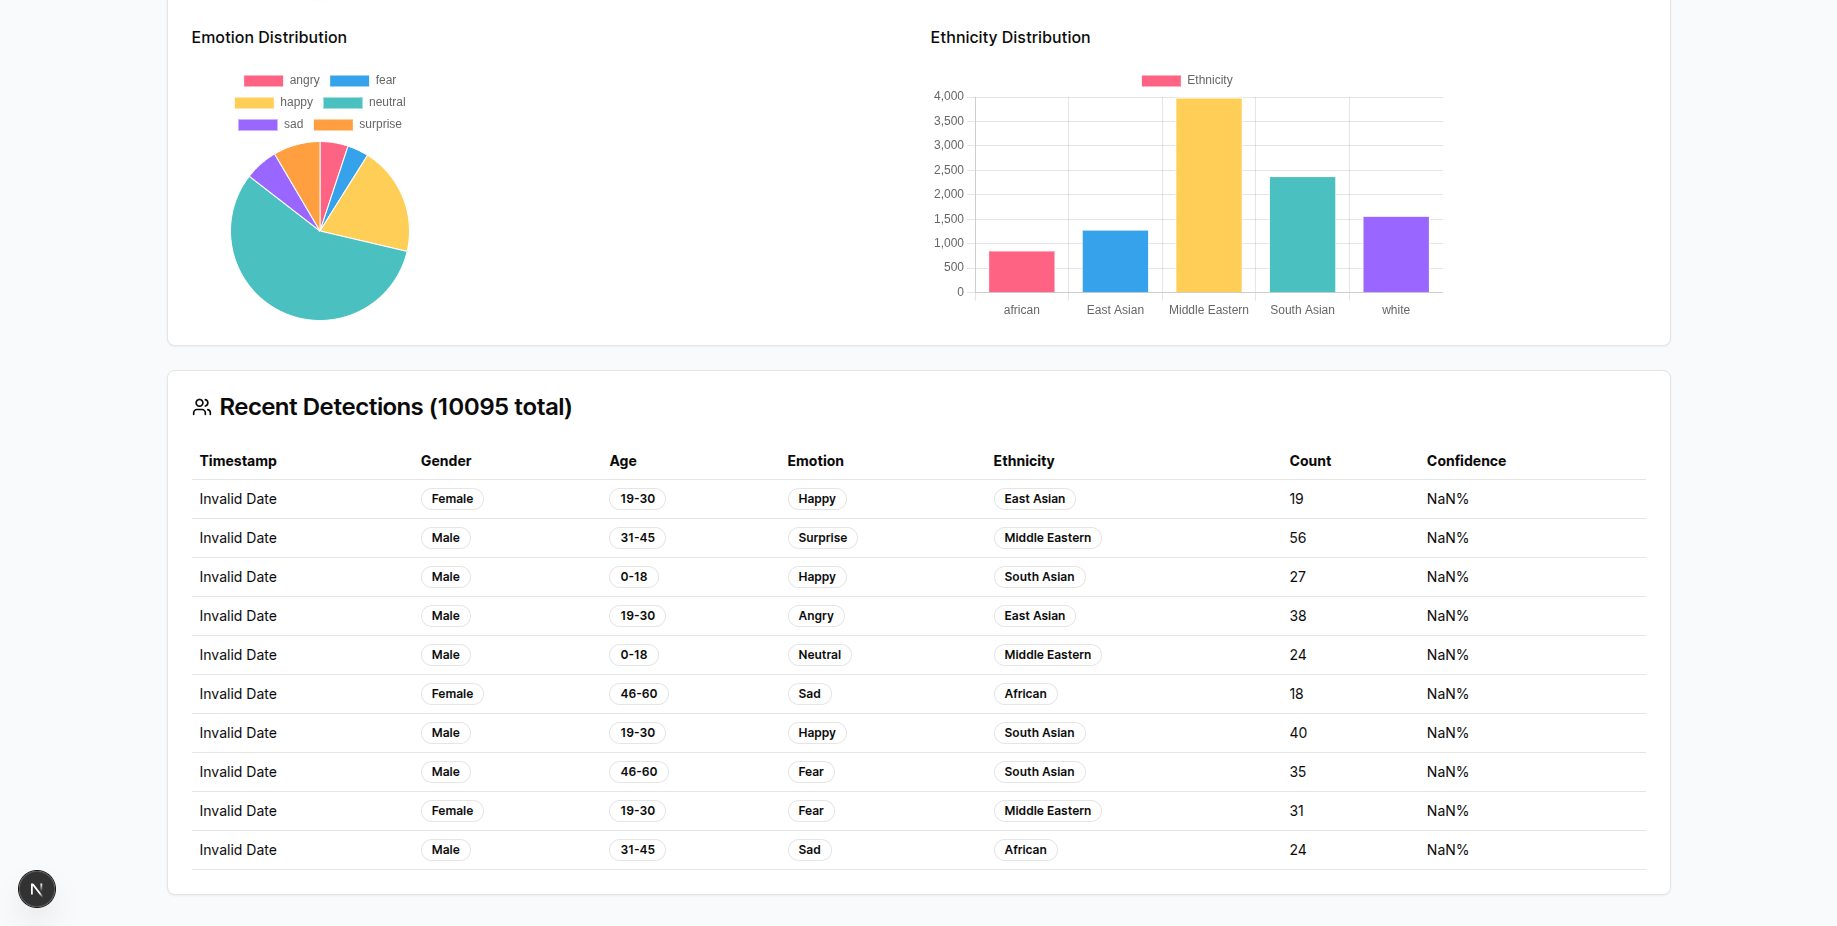 Emotion Distribution
angry fear
happy neutral
sad surprise
Ethnicity Distribution
Ethnicity
4,000
3,500
3,000
2,500
2,000
1,500
1,000
500
0
african East Asian Middle Eastern South Asian white
Recent Detections (10095 total)
Timestamp Gender Age Emotion Ethnicity Count Confidence
Invalid Date Female 19-30 Happy East Asian 19 NaN%
Invalid Date Male 31-45 Surprise Middle Eastern 56 NaN%
Invalid Date Male 0-18 Happy South Asian 27 NaN%
Invalid Date Male 19-30 Angry East Asian 38 NaN%
Invalid Date Male 0-18 Neutral Middle Eastern 24 NaN%
Invalid Date Female 46-60 Sad African 18 NaN%
Invalid Date Male 19-30 Happy South Asian 40 NaN%
Invalid Date Male 46-60 Fear South Asian 35 NaN%
Invalid Date Female 19-30 Fear Middle Eastern 31 NaN%
Invalid Date Male 31-45 Sad African 24 NaN%
N